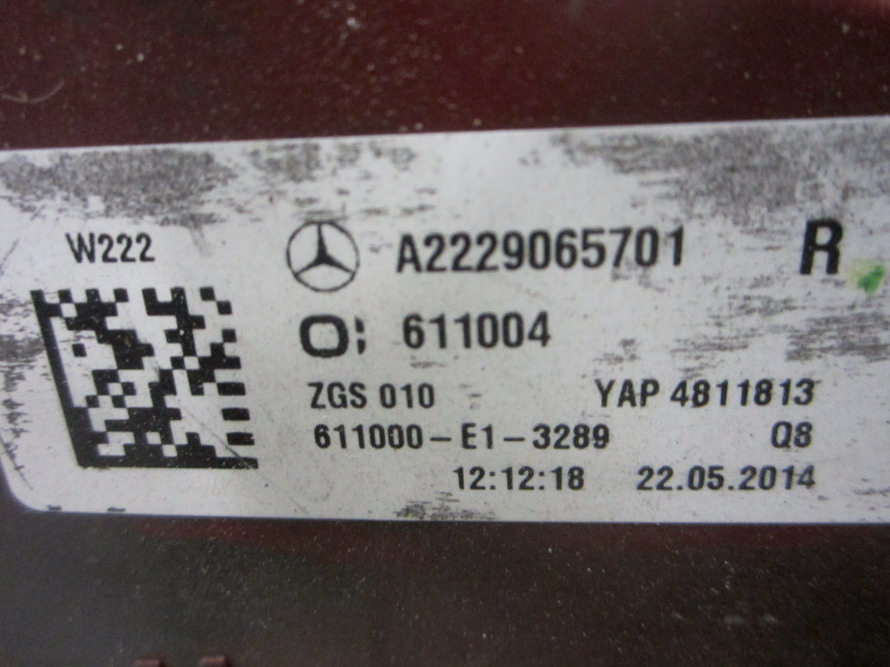 W222 A2229065701 R
611004
ZGS 010 YAP 4811813
611000-E1-3289 Q8
12:12:18 22.05.2014